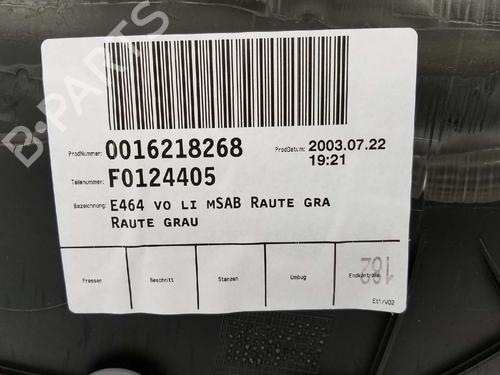 B-PARTS
ProdNummer: 0016218268 ProdDatum: 2003.07.22
19:21
Teilenummer: F0124405
Bezeichnung: E464 VO LI MSAB RAUTE GRA
RAUTE GRAU
Pressen Beschnitt Stanzen Umbug Endkontrolle
182
Et1/V02